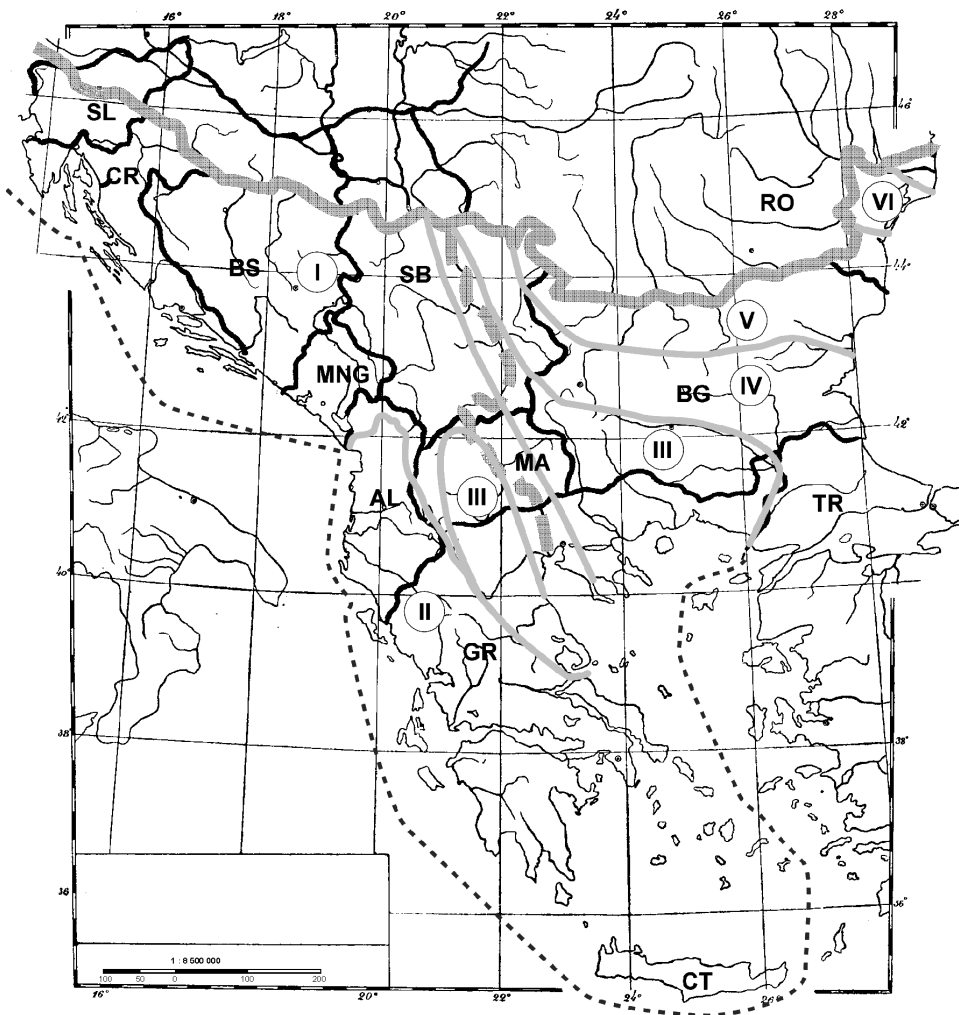 16° 18° 20° 22° 24° 26° 28°
46°
SL
CR
RO
VI
BS
I
SB
44°
V
MNG
BG
IV
42° 42°
III
MA
AL
III
TR
40°
II
GR
38° 38°
36 36°
1 : 8 500 000
100 50 0 100 200
CT
16° 20° 22° 24° 26°